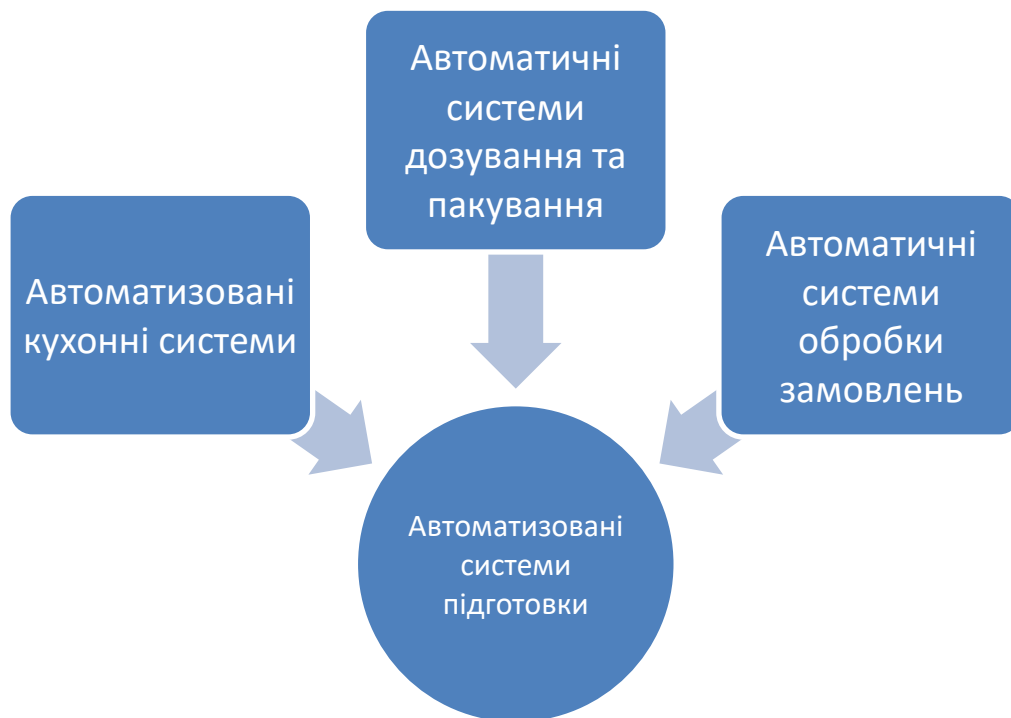 Автоматичні
системи
дозування та
пакування
Автоматизовані
кухонні системи
Автоматичні
системи
обробки
замовлень
Автоматизовані
системи
підготовки